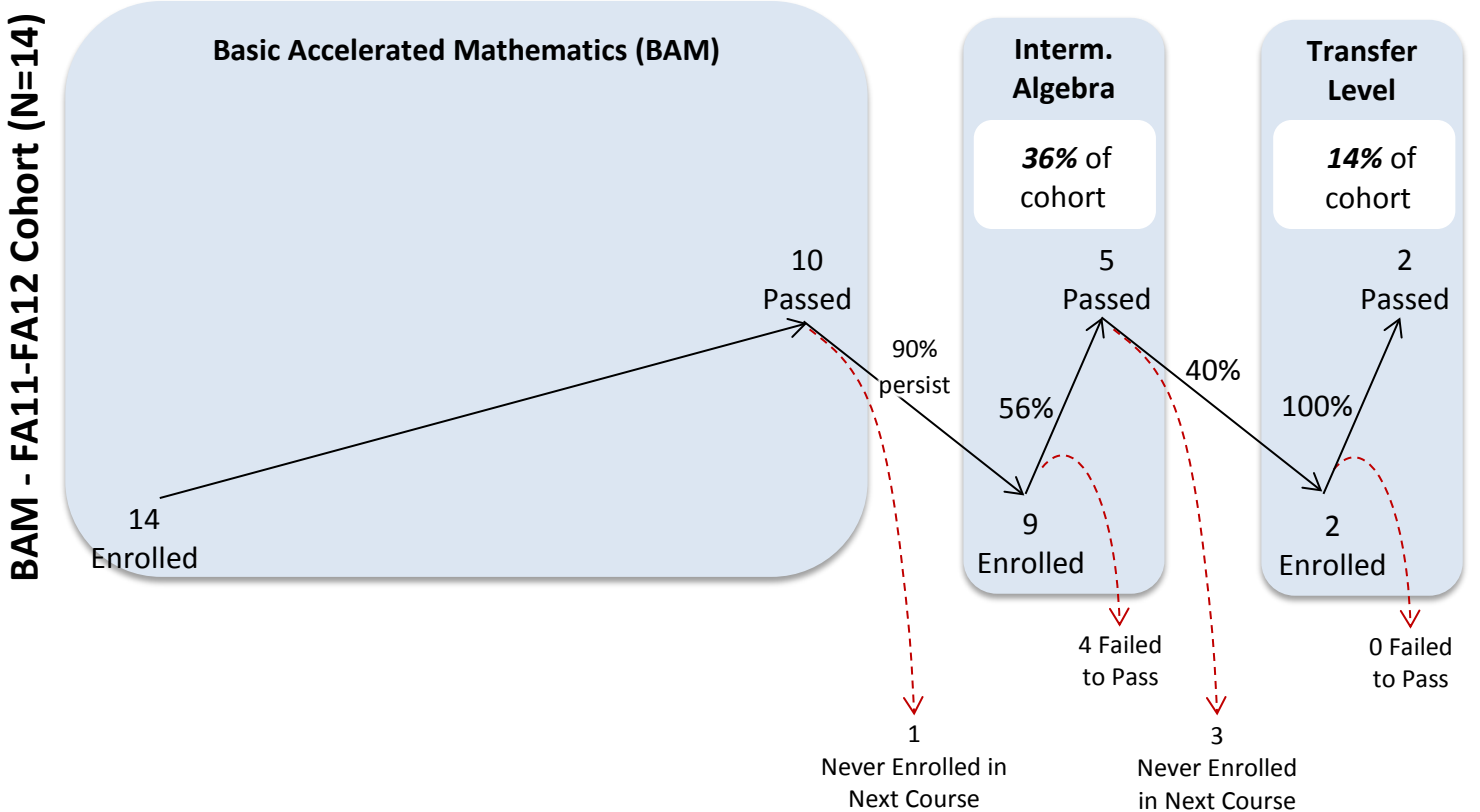 BAM - FA11-FA12 Cohort (N=14)
Basic Accelerated Mathematics (BAM)
10
Passed
14
Enrolled
90%
persist
Interm.
Algebra
36% of
cohort
5
Passed
56%
9
Enrolled
40%
Transfer
Level
14% of
cohort
2
Passed
100%
2
Enrolled
4 Failed
to Pass
0 Failed
to Pass
1
Never Enrolled in
Next Course
3
Never Enrolled
in Next Course